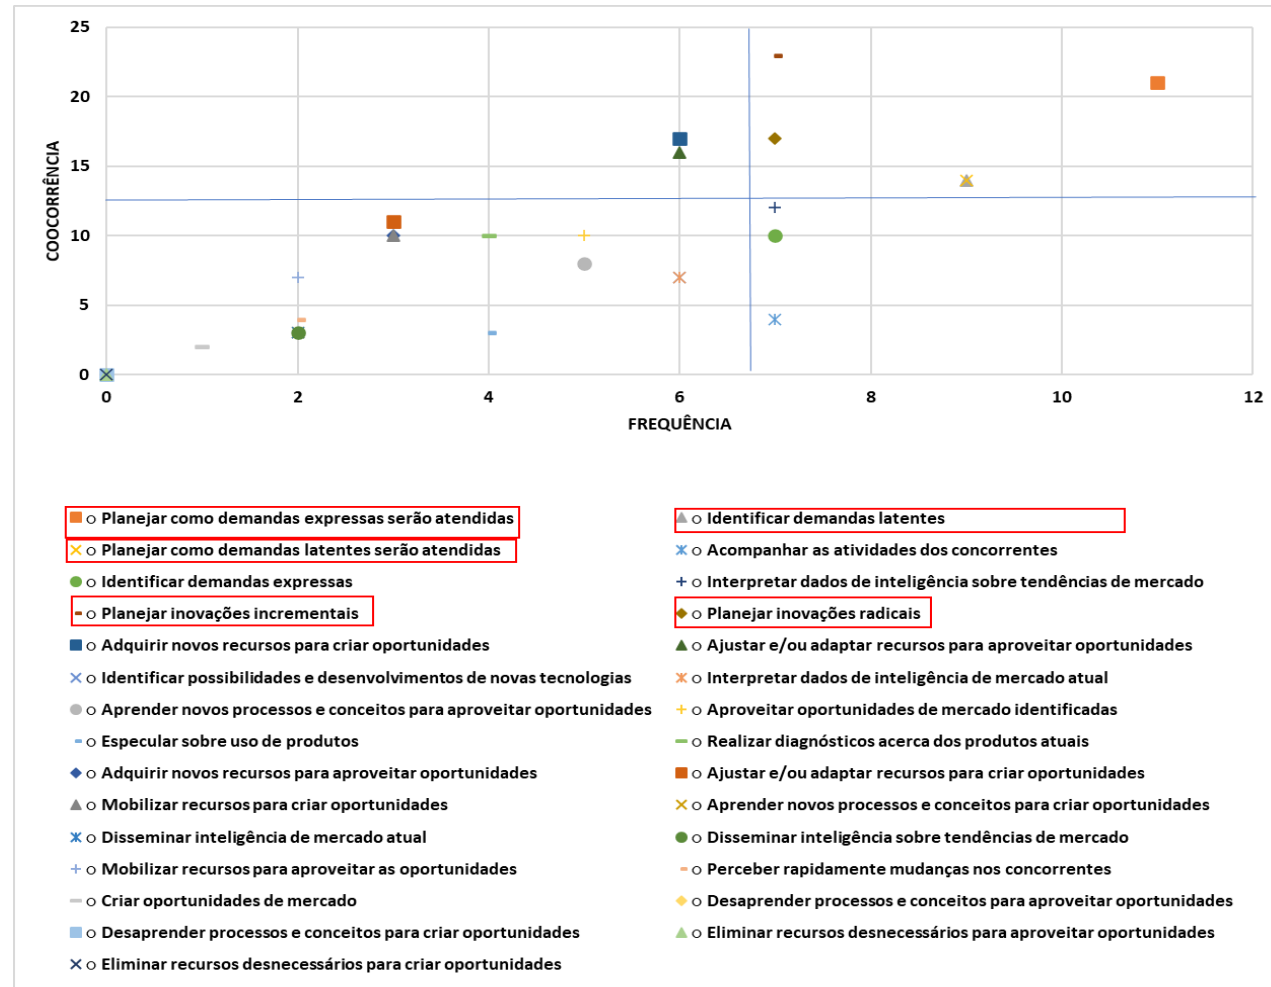 25
20
15
10
5
0
COOCORRÊNCIA
0 2 4 6 8 10 12
FREQUÊNCIA
o Planejar como demandas expressas serão atendidas
o Identificar demandas latentes
o Planejar como demandas latentes serão atendidas
o Acompanhar as atividades dos concorrentes
o Identificar demandas expressas
o Interpretar dados de inteligência sobre tendências de mercado
o Planejar inovações incrementais
o Planejar inovações radicais
o Adquirir novos recursos para criar oportunidades
o Ajustar e/ou adaptar recursos para aproveitar oportunidades
o Identificar possibilidades e desenvolvimentos de novas tecnologias
o Interpretar dados de inteligência de mercado atual
o Aprender novos processos e conceitos para aproveitar oportunidades
o Aproveitar oportunidades de mercado identificadas
o Especular sobre uso de produtos
o Realizar diagnósticos acerca dos produtos atuais
o Adquirir novos recursos para aproveitar oportunidades
o Ajustar e/ou adaptar recursos para criar oportunidades
o Mobilizar recursos para criar oportunidades
o Aprender novos processos e conceitos para criar oportunidades
o Disseminar inteligência de mercado atual
o Disseminar inteligência sobre tendências de mercado
o Mobilizar recursos para aproveitar as oportunidades
o Perceber rapidamente mudanças nos concorrentes
o Criar oportunidades de mercado
o Desaprender processos e conceitos para aproveitar oportunidades
o Desaprender processos e conceitos para criar oportunidades
o Eliminar recursos desnecessários para aproveitar oportunidades
o Eliminar recursos desnecessários para criar oportunidades